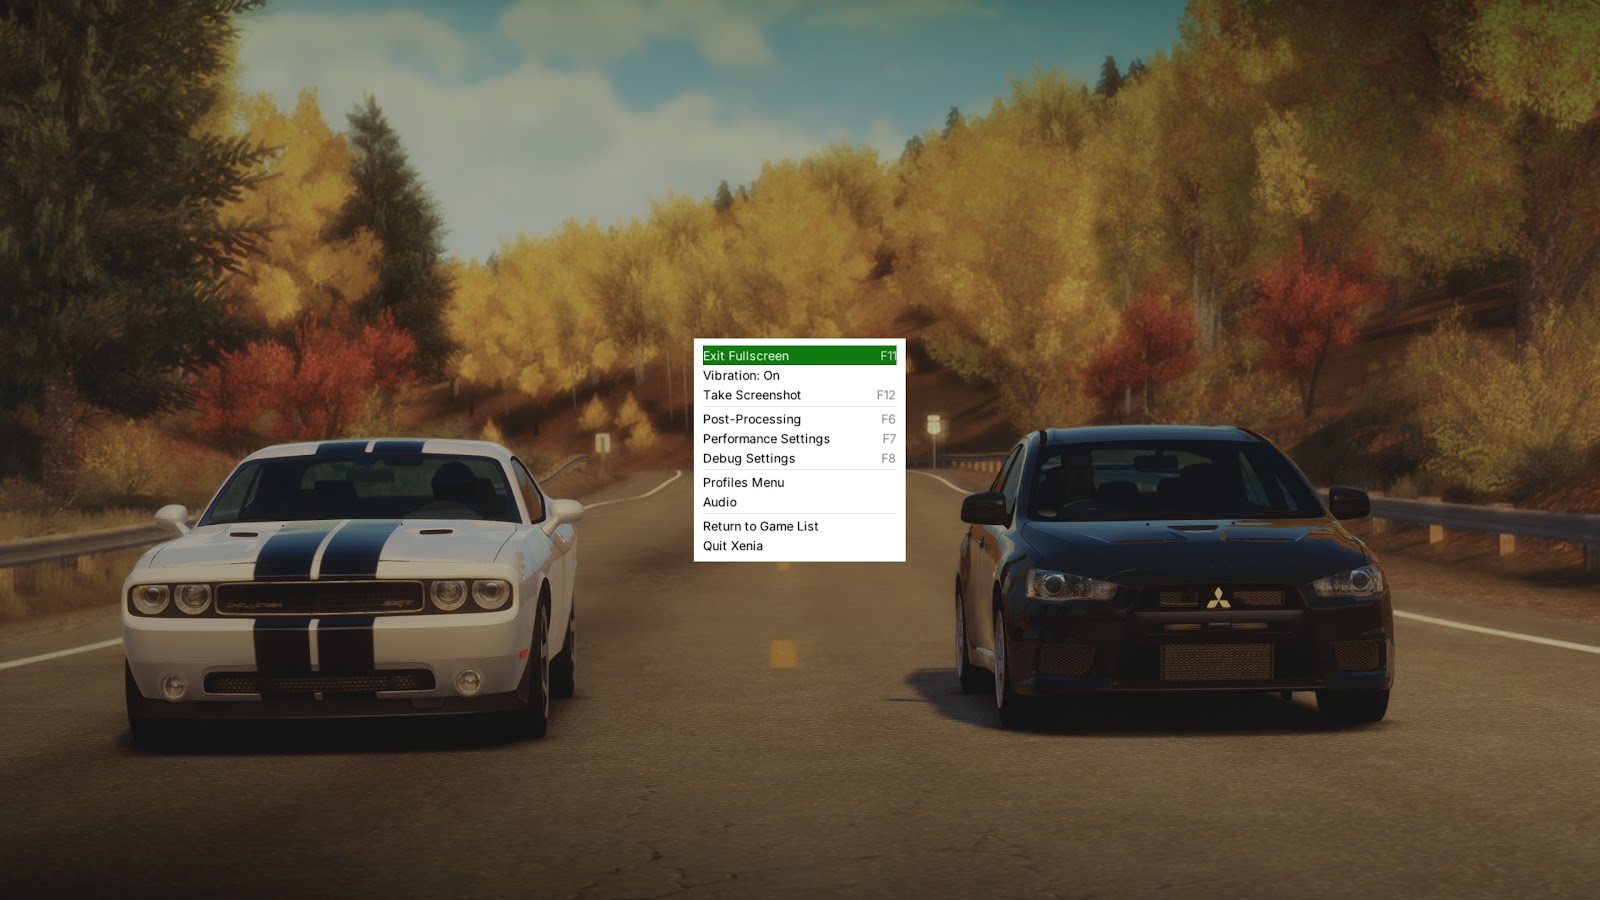 Exit Fullscreen F11
Vibration: On
Take Screenshot F12
Post-Processing F6
Performance Settings F7
Debug Settings F8
Profiles Menu
Audio
Return to Game List
Quit Xenia